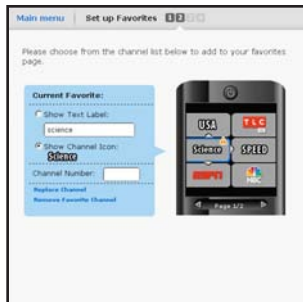 Main menu
Set up Favorites
1 2
Please choose from the channel list below to add to your favorites
page.
Current Favorite:
Show Text Label:
science
Show Channel Icon:
Science
Channel Number:
Replace Channel
Remove Favorite Channel
USA
TLC
Science
SPEED
ESPN
NBC
Page 1/2